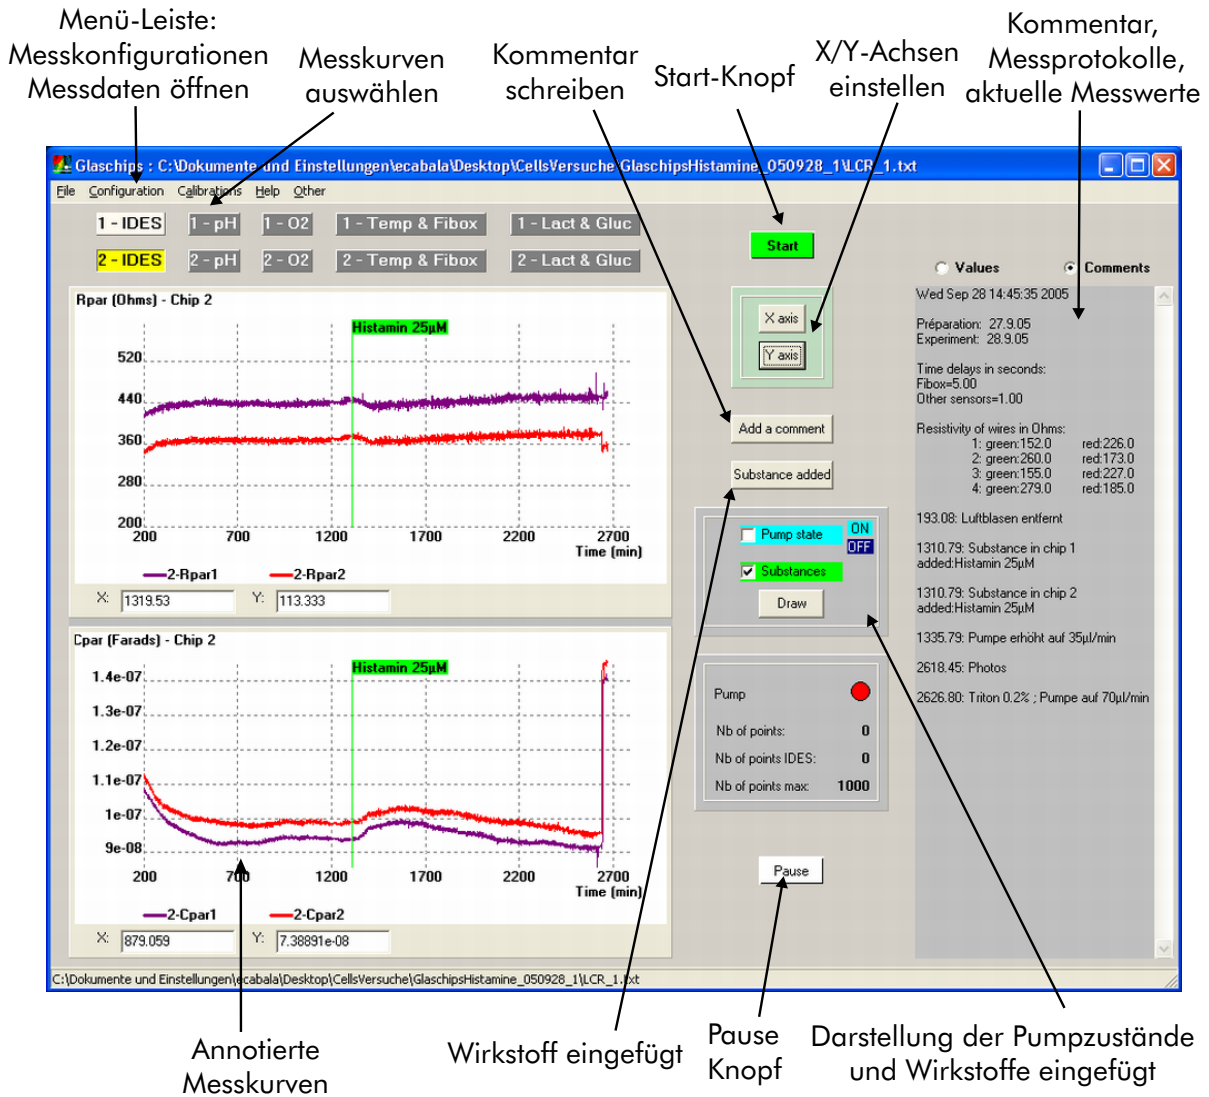 Menü-Leiste:
Messkonfigurationen
Messdaten öffnen
Messkurven
auswählen
Kommentar
schreiben
Start-Knopf
X/Y-Achsen
einstellen
Kommentar,
Messprotokolle,
aktuelle Messwerte
Glaschips : C:\Dokumente und Einstellungen\ecabala\Desktop\CellsVersuche\GlaschipsHistamine_050928_1\LCR_1.txt
File Configuration Calibrations Help Other
1 - IDES 1 - pH 1 - O2 1 - Temp & Fibox 1 - Lact & Gluc
2 - IDES 2 - pH 2 - O2 2 - Temp & Fibox 2 - Lact & Gluc
Start
Values Comments
Rpar (Ohms) - Chip 2
Histamin 25µM
520
440
360
280
200
200 700 1200 1700 2200 2700
Time (min)
2-Rpar1 2-Rpar2
X: 1319.53 Y: 113.333
Cpar (Farads) - Chip 2
Histamin 25µM
1.4e-07
1.3e-07
1.2e-07
1.1e-07
1e-07
9e-08
200 700 1200 1700 2200 2700
Time (min)
2-Cpar1 2-Cpar2
X: 879.059 Y: 7.38891e-08
X axis
Y axis
Add a comment
Substance added
Pump state ON
OFF
Substances
Draw
Pump
Nb of points: 0
Nb of points IDES: 0
Nb of points max: 1000
Pause
Wed Sep 28 14:45:35 2005
Préparation: 27.9.05
Experiment: 28.9.05
Time delays in seconds:
Fibox=5.00
Other sensors=1.00
Resistivity of wires in Ohms:
1: green:152.0 red:226.0
2: green:260.0 red:173.0
3: green:155.0 red:227.0
4: green:279.0 red:185.0
193.08: Luftblasen entfernt
1310.79: Substance in chip 1
added:Histamin 25µM
1310.79: Substance in chip 2
added:Histamin 25µM
1335.79: Pumpe erhöht auf 35µl/min
2618.45: Photos
2626.80: Triton 0.2% ; Pumpe auf 70µl/min
C:\Dokumente und Einstellungen\ecabala\Desktop\CellsVersuche\GlaschipsHistamine_050928_1\LCR_1.txt
Annotierte
Messkurven
Wirkstoff eingefügt
Pause
Knopf
Darstellung der Pumpzustände
und Wirkstoffe eingefügt